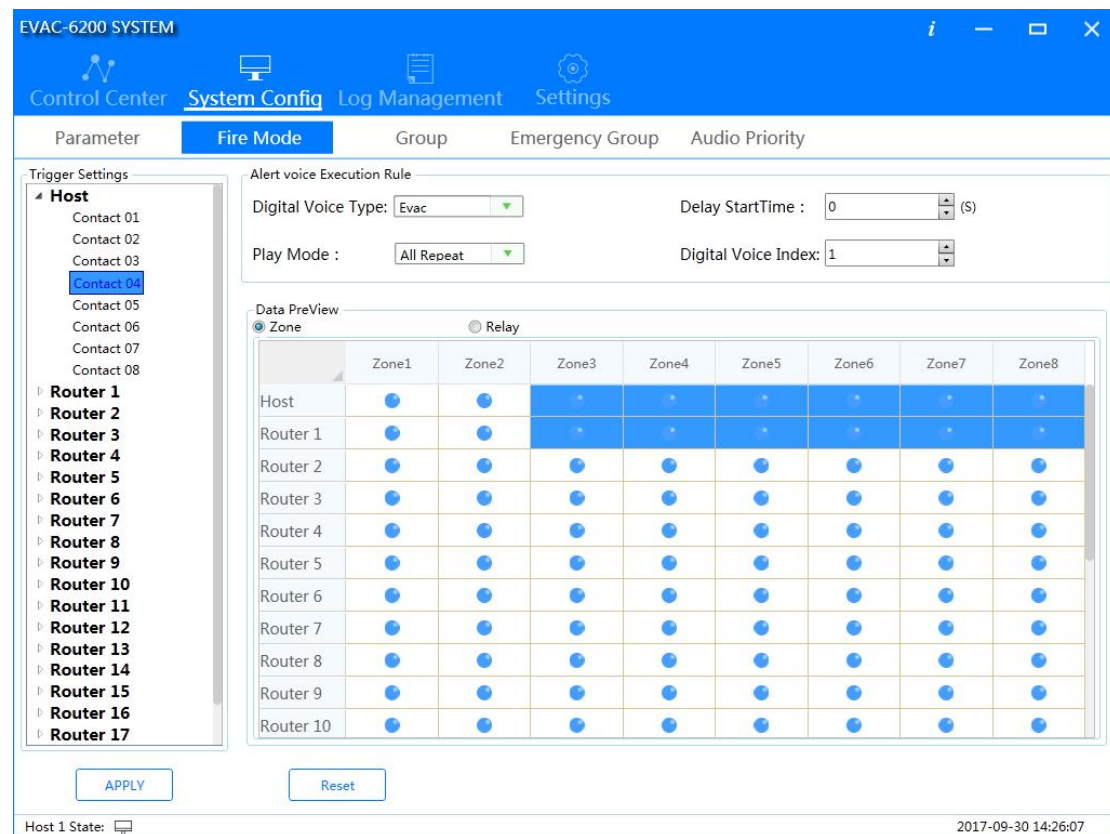 EVAC-6200 SYSTEM
Control Center System Config Log Management Settings
Parameter Fire Mode Group Emergency Group Audio Priority
Trigger Settings
Host
Contact 01
Contact 02
Contact 03
Contact 04
Contact 05
Contact 06
Contact 07
Contact 08
Router 1
Router 2
Router 3
Router 4
Router 5
Router 6
Router 7
Router 8
Router 9
Router 10
Router 11
Router 12
Router 13
Router 14
Router 15
Router 16
Router 17
Alert voice Execution Rule
Digital Voice Type: Evac Delay StartTime : 0 (S)
Play Mode : All Repeat Digital Voice Index: 1
Data PreView
Zone Relay
Zone1 Zone2 Zone3 Zone4 Zone5 Zone6 Zone7 Zone8
Host
Router 1
Router 2
Router 3
Router 4
Router 5
Router 6
Router 7
Router 8
Router 9
Router 10
APPLY Reset
Host 1 State: 2017-09-30 14:26:07